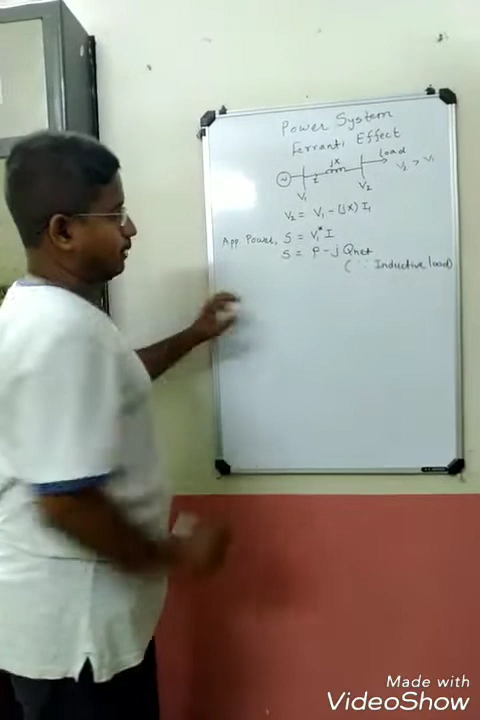 Power System
Ferranti Effect
jx
Load
V₂ > V₁
N
I
V₁
V₂
V₂ = V₁ - (jx) I₁
App. Power, S = V₁* I
S = P - j Qnet
(∵ Inductive load)
Made with
VideoShow